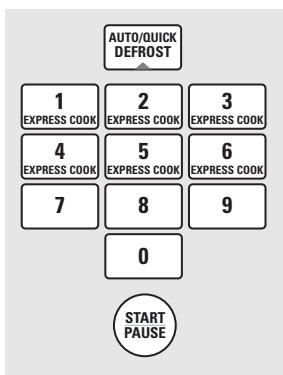 AUTO/QUICK
DEFROST
1 2 3
EXPRESS COOK EXPRESS COOK EXPRESS COOK
4 5 6
EXPRESS COOK EXPRESS COOK EXPRESS COOK
7 8 9
0
START
PAUSE